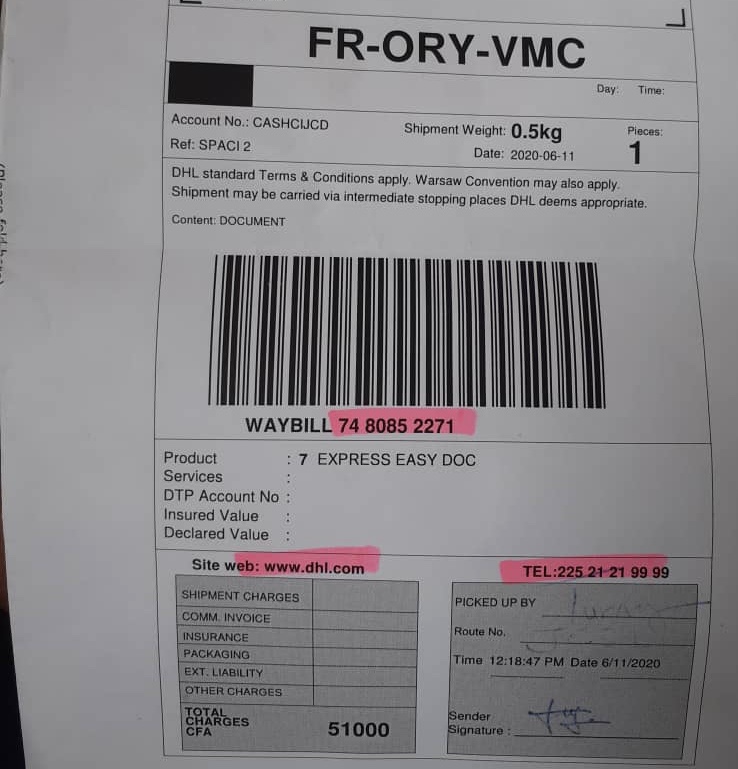 FR-ORY-VMC
Day: Time:
Account No.: CASHCIJCD
Shipment Weight: 0.5kg
Pieces:
Ref: SPACI 2
Date: 2020-06-11
1
DHL standard Terms & Conditions apply. Warsaw Convention may also apply.
Shipment may be carried via intermediate stopping places DHL deems appropriate.
Content: DOCUMENT
WAYBILL 74 8085 2271
Product : 7 EXPRESS EASY DOC
Services :
DTP Account No :
Insured Value :
Declared Value :
Site web: www.dhl.com
TEL:225 21 21 99 99
SHIPMENT CHARGES
COMM. INVOICE
INSURANCE
PACKAGING
EXT. LIABILITY
OTHER CHARGES
TOTAL
CHARGES
CFA
51000
PICKED UP BY
Route No.
Time 12:18:47 PM Date 6/11/2020
Sender
Signature :